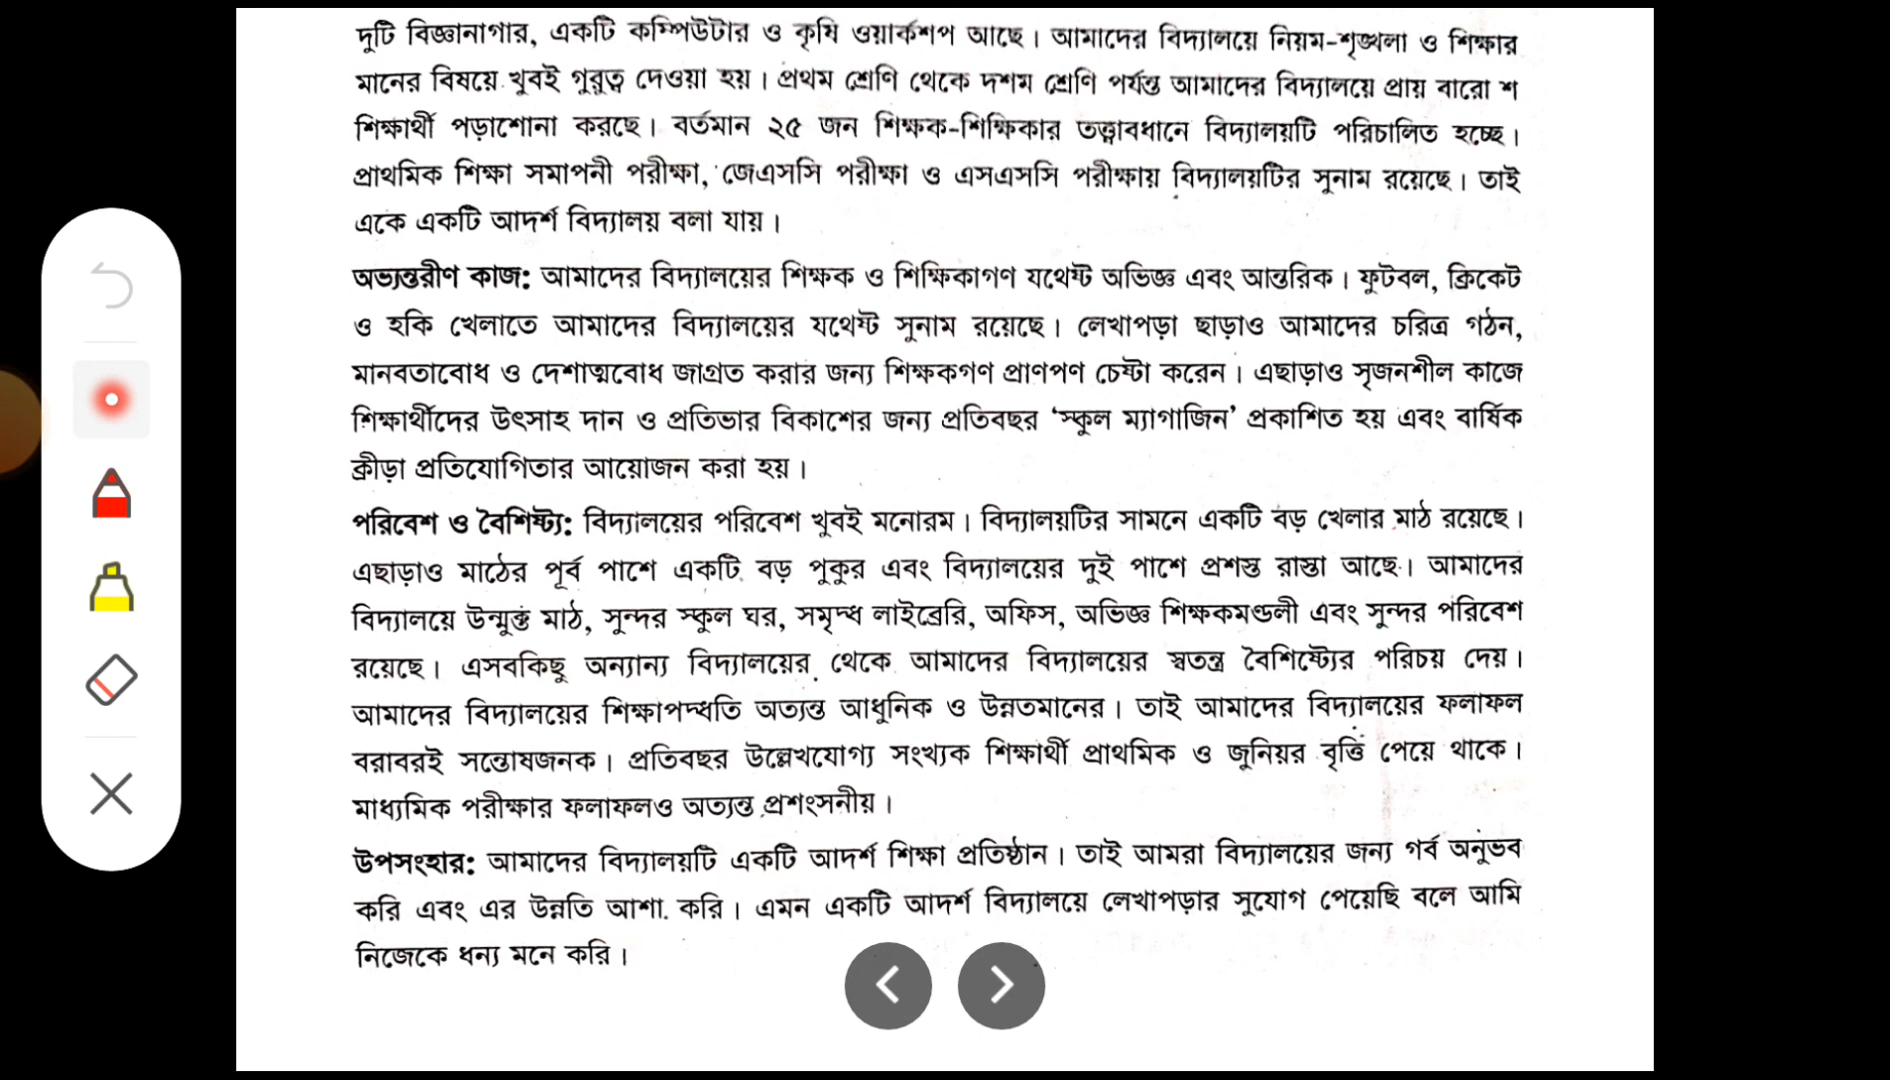 দুটি বিজ্ঞানাগার, একটি কম্পিউটার ও কৃষি ওয়ার্কশপ আছে। আমাদের বিদ্যালয়ে নিয়ম-শৃঙ্খলা ও শিক্ষার
মানের বিষয়ে খুবই গুরুত্ব দেওয়া হয়। প্রথম শ্রেণি থেকে দশম শ্রেণি পর্যন্ত আমাদের বিদ্যালয়ে প্রায় বারো শ
শিক্ষার্থী পড়াশোনা করছে। বর্তমান ২৫ জন শিক্ষক-শিক্ষিকার তত্ত্বাবধানে বিদ্যালয়টি পরিচালিত হচ্ছে।
প্রাথমিক শিক্ষা সমাপনী পরীক্ষা, জেএসসি পরীক্ষা ও এসএসসি পরীক্ষায় বিদ্যালয়টির সুনাম রয়েছে। তাই
একে একটি আদর্শ বিদ্যালয় বলা যায়।
অভ্যন্তরীণ কাজ: আমাদের বিদ্যালয়ের শিক্ষক ও শিক্ষিকাগণ যথেষ্ট অভিজ্ঞ এবং আন্তরিক। ফুটবল, ক্রিকেট
ও হকি খেলাতে আমাদের বিদ্যালয়ের যথেষ্ট সুনাম রয়েছে। লেখাপড়া ছাড়াও আমাদের চরিত্র গঠন,
মানবতাবোধ ও দেশাত্মবোধ জাগ্রত করার জন্য শিক্ষকগণ প্রাণপণ চেষ্টা করেন। এছাড়াও সৃজনশীল কাজে
শিক্ষার্থীদের উৎসাহ দান ও প্রতিভার বিকাশের জন্য প্রতিবছর ‘স্কুল ম্যাগাজিন’ প্রকাশিত হয় এবং বার্ষিক
ক্রীড়া প্রতিযোগিতার আয়োজন করা হয়।
পরিবেশ ও বৈশিষ্ট্য: বিদ্যালয়ের পরিবেশ খুবই মনোরম। বিদ্যালয়টির সামনে একটি বড় খেলার মাঠ রয়েছে।
এছাড়াও মাঠের পূর্ব পাশে একটি বড় পুকুর এবং বিদ্যালয়ের দুই পাশে প্রশস্ত রাস্তা আছে। আমাদের
বিদ্যালয়ে উন্মুক্ত মাঠ, সুন্দর স্কুল ঘর, সমৃদ্ধ লাইব্রেরি, অফিস, অভিজ্ঞ শিক্ষকমণ্ডলী এবং সুন্দর পরিবেশ
রয়েছে। এসবকিছু অন্যান্য বিদ্যালয়ের থেকে আমাদের বিদ্যালয়ের স্বতন্ত্র বৈশিষ্ট্যের পরিচয় দেয়।
আমাদের বিদ্যালয়ের শিক্ষাপদ্ধতি অত্যন্ত আধুনিক ও উন্নতমানের। তাই আমাদের বিদ্যালয়ের ফলাফল
বরাবরই সন্তোষজনক। প্রতিবছর উল্লেখযোগ্য সংখ্যক শিক্ষার্থী প্রাথমিক ও জুনিয়র বৃত্তি পেয়ে থাকে।
মাধ্যমিক পরীক্ষার ফলাফলও অত্যন্ত প্রশংসনীয়।
উপসংহার: আমাদের বিদ্যালয়টি একটি আদর্শ শিক্ষা প্রতিষ্ঠান। তাই আমরা বিদ্যালয়ের জন্য গর্ব অনুভব
করি এবং এর উন্নতি আশা করি। এমন একটি আদর্শ বিদ্যালয়ে লেখাপড়ার সুযোগ পেয়েছি বলে আমি
নিজেকে ধন্য মনে করি।